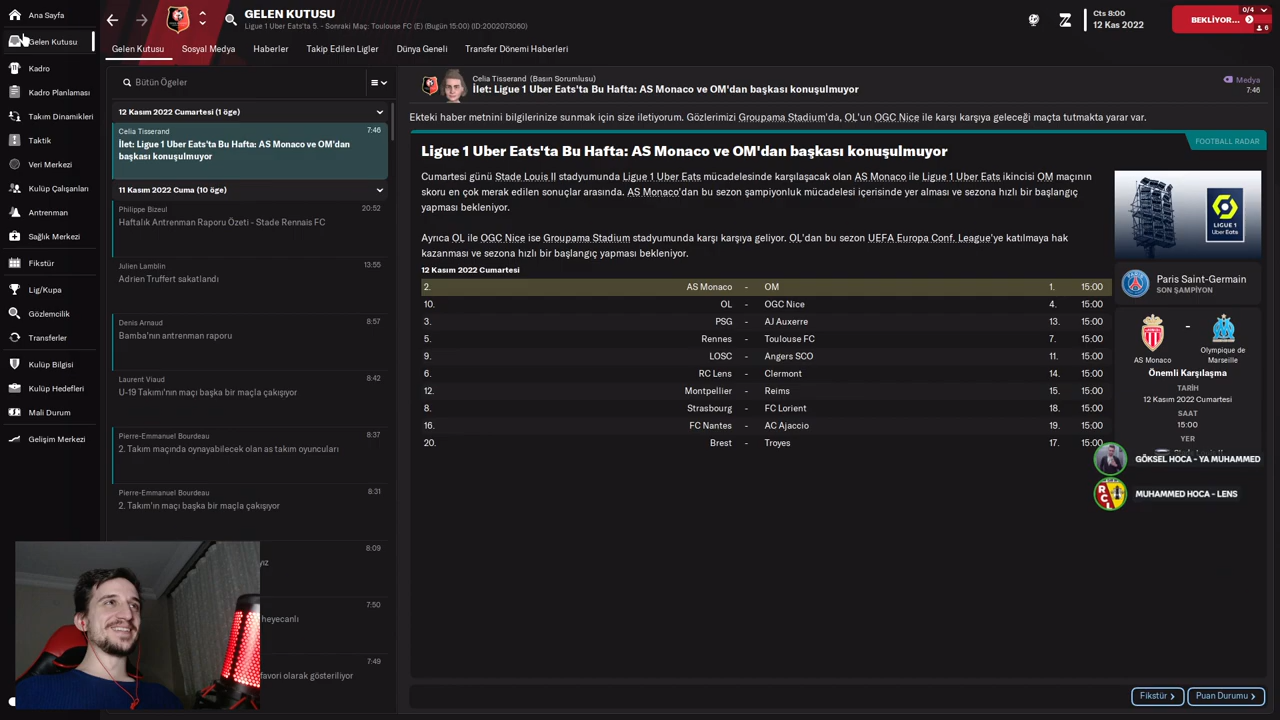 Ana Sayfa
Gelen Kutusu
Kadro
Kadro Planlaması
Takım Dinamikleri
Taktik
Veri Merkezi
Kulüp Çalışanları
Antrenman
Sağlık Merkezi
Fikstür
Lig/Kupa
Gözlemcilik
Transferler
Kulüp Bilgisi
Kulüp Hedefleri
Mali Durum
Gelişim Merkezi
GELEN KUTUSU
Ligue 1 Uber Eats'ta 5. - Sonraki Maç: Toulouse FC (E) (Bugün 15:00) (ID:2002073060)
Cts 8:00
12 Kas 2022
BEKLİYOR...
0/4
6
Gelen Kutusu
Sosyal Medya
Haberler
Takip Edilen Ligler
Dünya Geneli
Transfer Dönemi Haberleri
Bütün Ögeler
12 Kasım 2022 Cumartesi (1 öge)
Celia Tisserand 7:46
İlet: Ligue 1 Uber Eats'ta Bu Hafta: AS Monaco ve OM'dan
başkası konuşulmuyor
11 Kasım 2022 Cuma (10 öge)
Philippe Bizeul 20:52
Haftalık Antrenman Raporu Özeti - Stade Rennais FC
Julien Lamblin 13:55
Adrien Truffert sakatlandı
Denis Arnaud 8:57
Bamba'nın antrenman raporu
Laurent Viaud 8:42
U-19 Takımı'nın maçı başka bir maçla çakışıyor
Pierre-Emmanuel Bourdeau 8:37
2. Takım maçında oynayabilecek olan as takım oyuncuları
Pierre-Emmanuel Bourdeau 8:31
2. Takım'ın maçı başka bir maçla çakışıyor
8:09
ız
7:50
heyecanlı
7:49
favori olarak gösteriliyor
Celia Tisserand (Basın Sorumlusu)
İlet: Ligue 1 Uber Eats'ta Bu Hafta: AS Monaco ve OM'dan başkası konuşulmuyor
Medya
7:46
Ekteki haber metnini bilgilerinize sunmak için size iletiyorum. Gözlerimizi Groupama Stadium'da, OL'un OGC Nice ile karşı karşıya geleceği maçta tutmakta yarar var.
FOOTBALL RADAR
Ligue 1 Uber Eats'ta Bu Hafta: AS Monaco ve OM'dan başkası konuşulmuyor
Cumartesi günü Stade Louis II stadyumunda Ligue 1 Uber Eats mücadelesinde karşılaşacak olan AS Monaco ile Ligue 1 Uber Eats ikincisi OM maçının
skoru en çok merak edilen sonuçlar arasında. AS Monaco'dan bu sezon şampiyonluk mücadelesi içerisinde yer alması ve sezona hızlı bir başlangıç
yapması bekleniyor.
Ayrıca OL ile OGC Nice ile Groupama Stadium stadyumunda karşı karşıya geliyor. OL'dan bu sezon UEFA Europa Conf. League'ye katılmaya hak
kazanması ve sezona hızlı bir başlangıç yapması bekleniyor.
12 Kasım 2022 Cumartesi
2. AS Monaco - OM 1. 15:00
10. OL - OGC Nice 4. 15:00
3. PSG - AJ Auxerre 13. 15:00
5. Rennes - Toulouse FC 7. 15:00
9. LOSC - Angers SCO 11. 15:00
6. RC Lens - Clermont 14. 15:00
12. Montpellier - Reims 15. 15:00
8. Strasbourg - FC Lorient 18. 15:00
16. FC Nantes - AC Ajaccio 19. 15:00
20. Brest - Troyes 17. 15:00
LIGUE 1
Uber Eats
Paris Saint-Germain
SON ŞAMPİYON
-
AS Monaco
Olympique de
Marseille
Önemli Karşılaşma
TARİH
12 Kasım 2022 Cumartesi
SAAT
15:00
YER
GÖKSEL HOCA - YA MUHAMMED
MUHAMMED HOCA - LENS
Fikstür
Puan Durumu